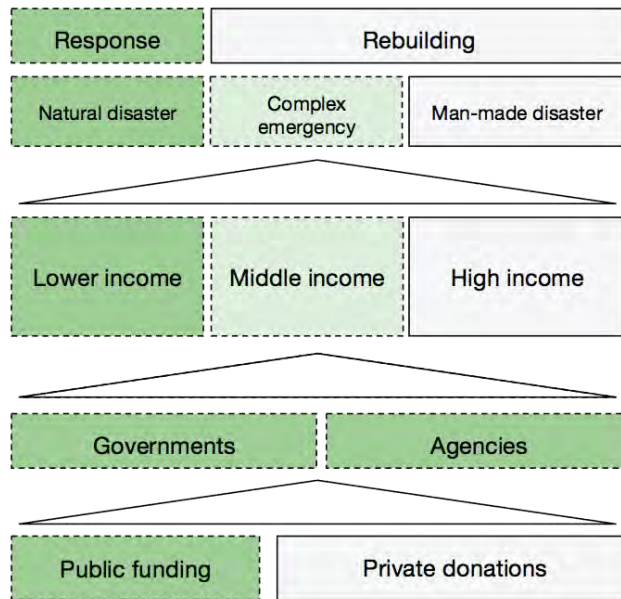 Response
Rebuilding
Natural disaster
Complex
emergency
Man-made disaster
Lower income
Middle income
High income
Governments
Agencies
Public funding
Private donations